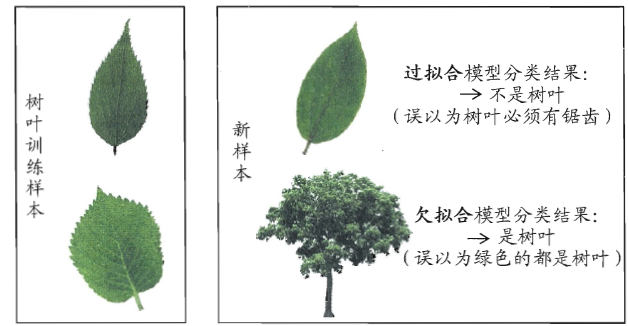 树叶训练样本
新样本
过拟合模型分类结果：
→ 不是树叶
（误以为树叶必须有锯齿）
欠拟合模型分类结果：
→ 是树叶
（误以为绿色的都是树叶）